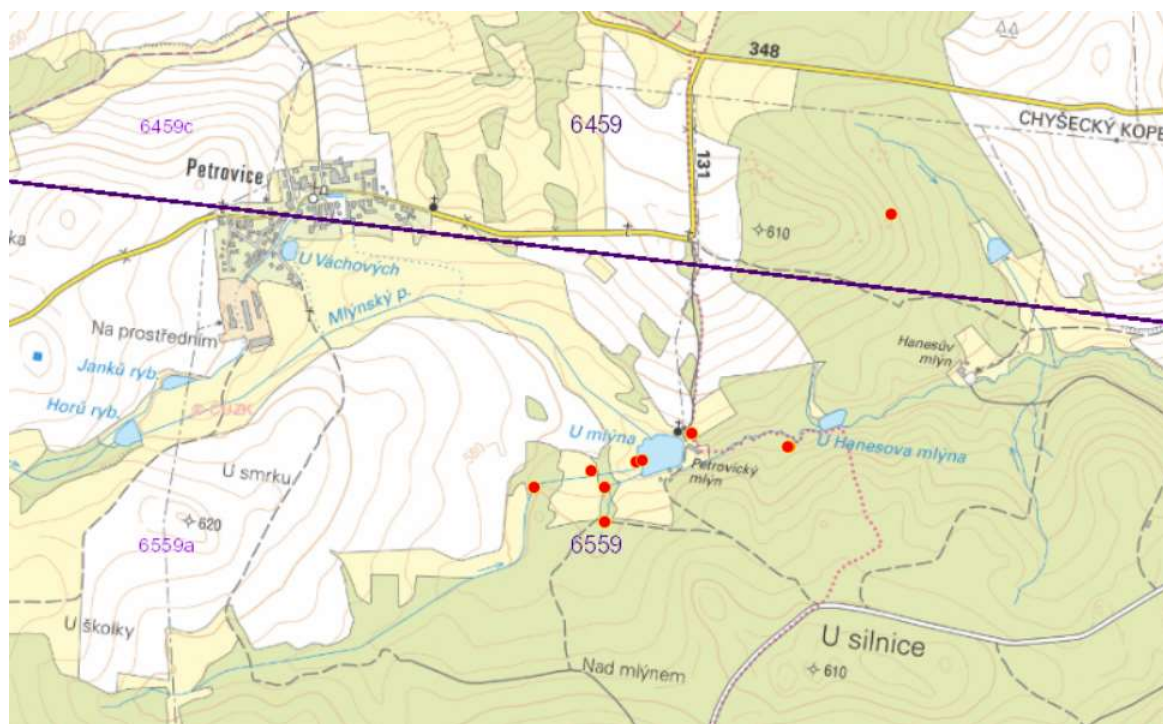 348
CHYŠECKÝ KOPE
6459c
6459
131
Petrovice
610
U Váchových
Mlýnský p.
Na prostředním
Hanesův
mlýn
Janků ryb.
Horů ryb.
U mlýna
U Hanesova mlýna
Petrovický
mlýn
580
U smrku
620
6559a
6559
U školky
U silnice
Nad mlýnem
610